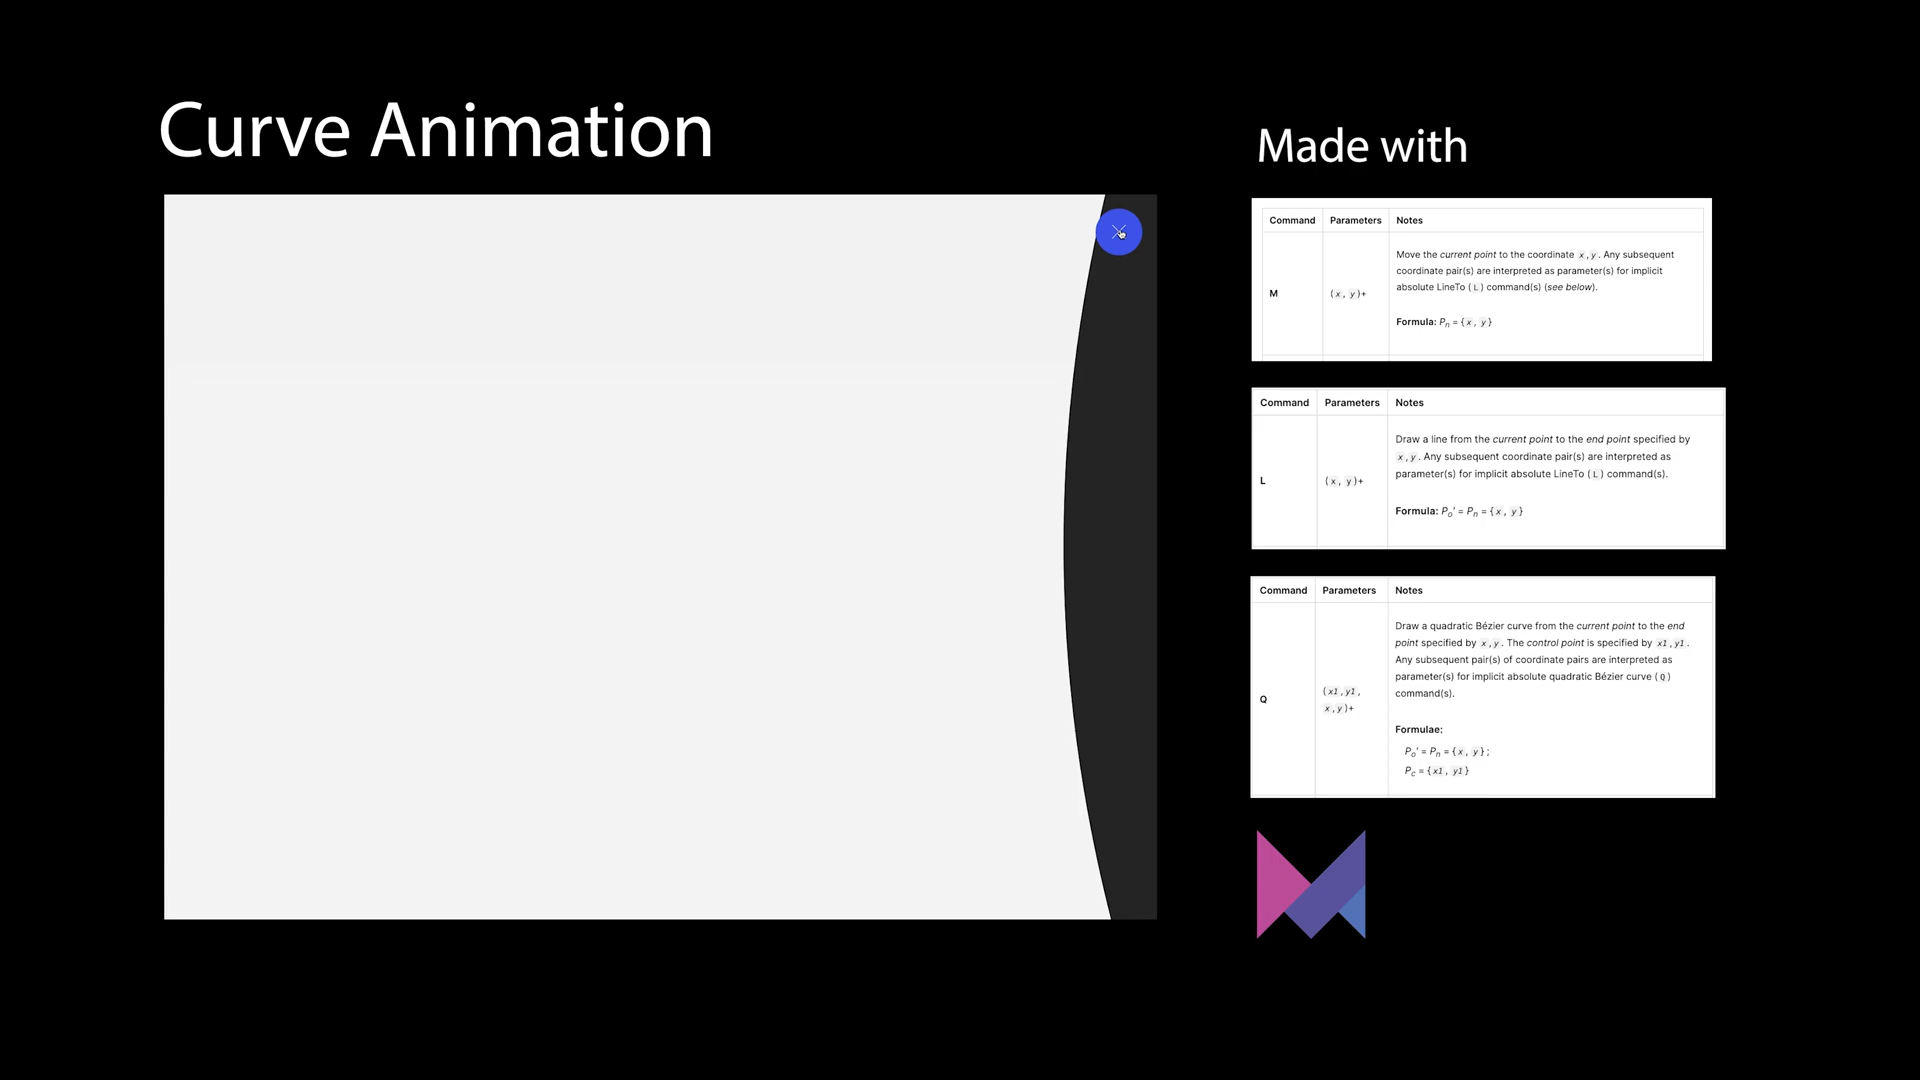 Curve Animation
Made with
Command Parameters Notes
M
(x, y)+
Move the current point to the coordinate x,y. Any subsequent
coordinate pair(s) are interpreted as parameter(s) for implicit
absolute LineTo (L) command(s) (see below).
Formula: Pn = {x, y}
Command Parameters Notes
L
(x, y)+
Draw a line from the current point to the end point specified by
x,y. Any subsequent coordinate pair(s) are interpreted as
parameter(s) for implicit absolute LineTo (L) command(s).
Formula: Po' = Pn = {x, y}
Command Parameters Notes
Q
(x1,y1,
x,y)+
Draw a quadratic Bézier curve from the current point to the end
point specified by x,y. The control point is specified by x1,y1.
Any subsequent pair(s) of coordinate pairs are interpreted as
parameter(s) for implicit absolute quadratic Bézier curve (Q)
command(s).
Formulae:
Po' = Pn = {x, y};
Pc = {x1, y1}